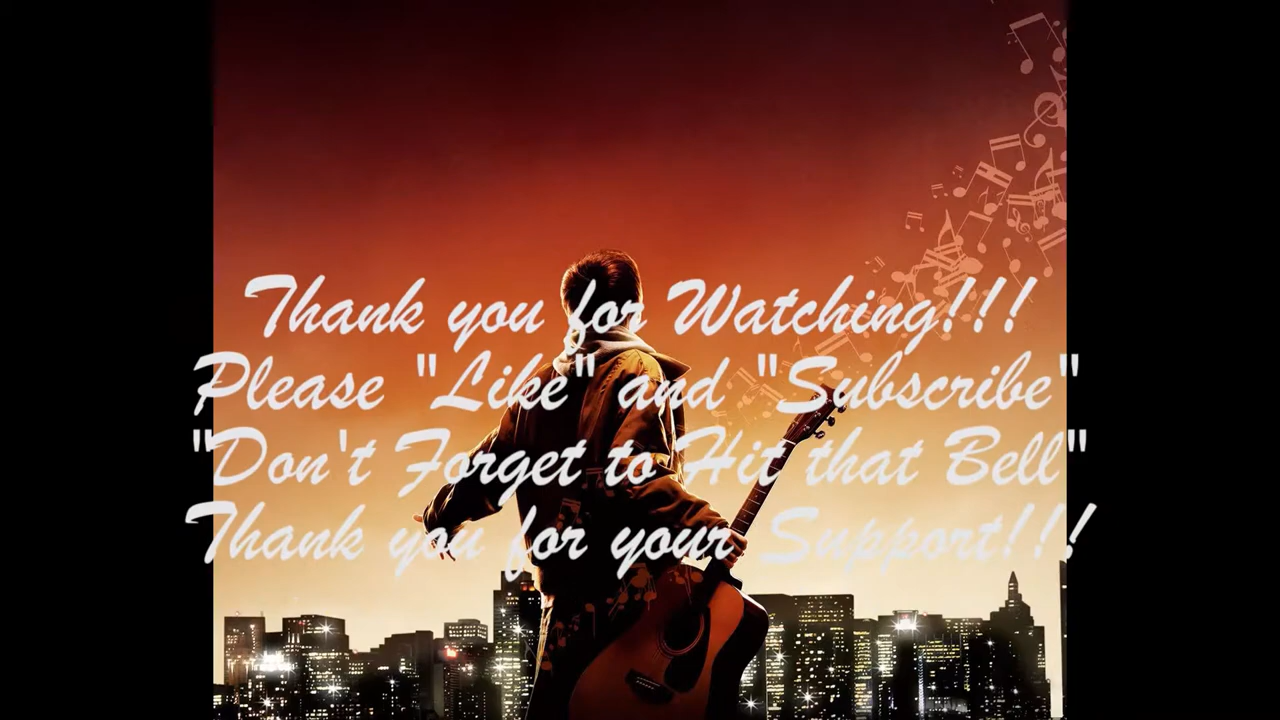 Thank you for Watching!!!
Please "Like" and "Subscribe"
"Don't Forget to Hit that Bell"
Thank you for your Support!!!